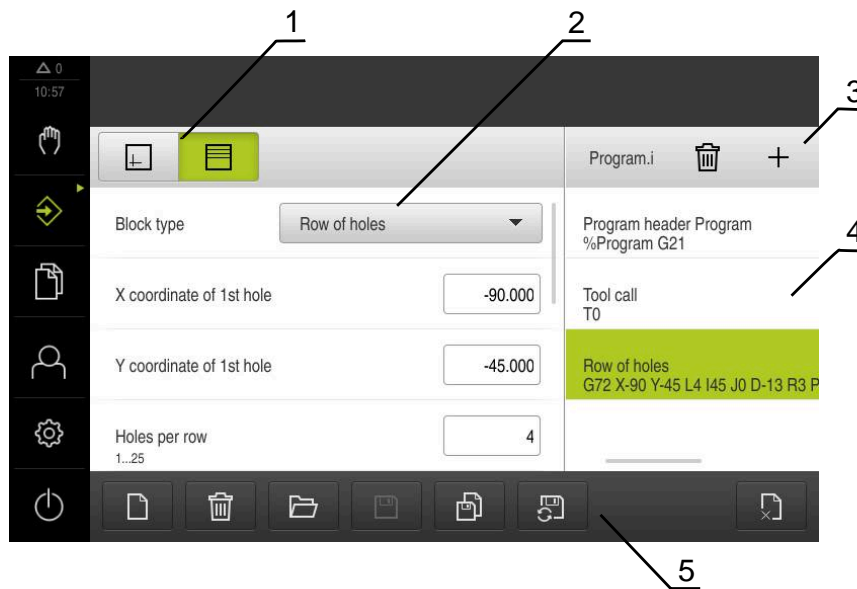 1
2
3
4
5
0
10:57
Program.i
Block type
Row of holes
X coordinate of 1st hole
-90.000
Y coordinate of 1st hole
-45.000
Holes per row
1...25
4
Program header Program
%Program G21
Tool call
T0
Row of holes
G72 X-90 Y-45 L4 I45 J0 D-13 R3 P